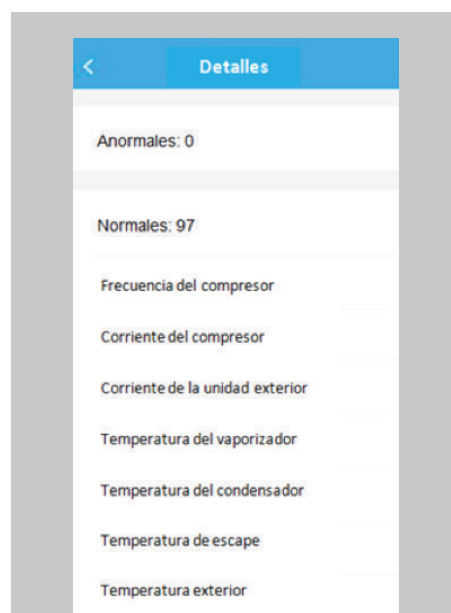 Detalles
Anormales: 0
Normales: 97
Frecuencia del compresor
Corriente del compresor
Corriente de la unidad exterior
Temperatura del vaporizador
Temperatura del condensador
Temperatura de escape
Temperatura exterior